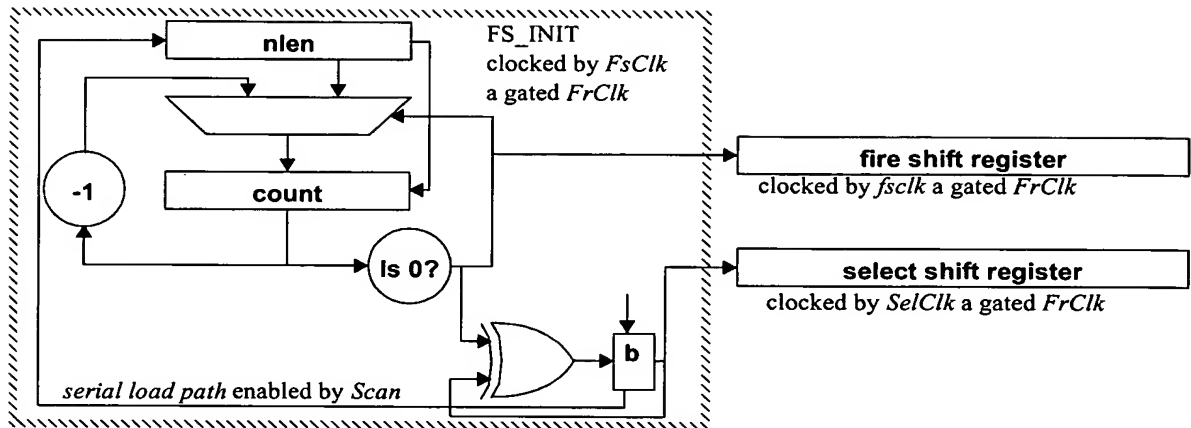 nlen
FS_INIT
clocked by FsClk
a gated FrClk
fire shift register
clocked by fsclk a gated FrClk
-1
count
Is 0?
select shift register
clocked by SelClk a gated FrClk
b
serial load path enabled by Scan